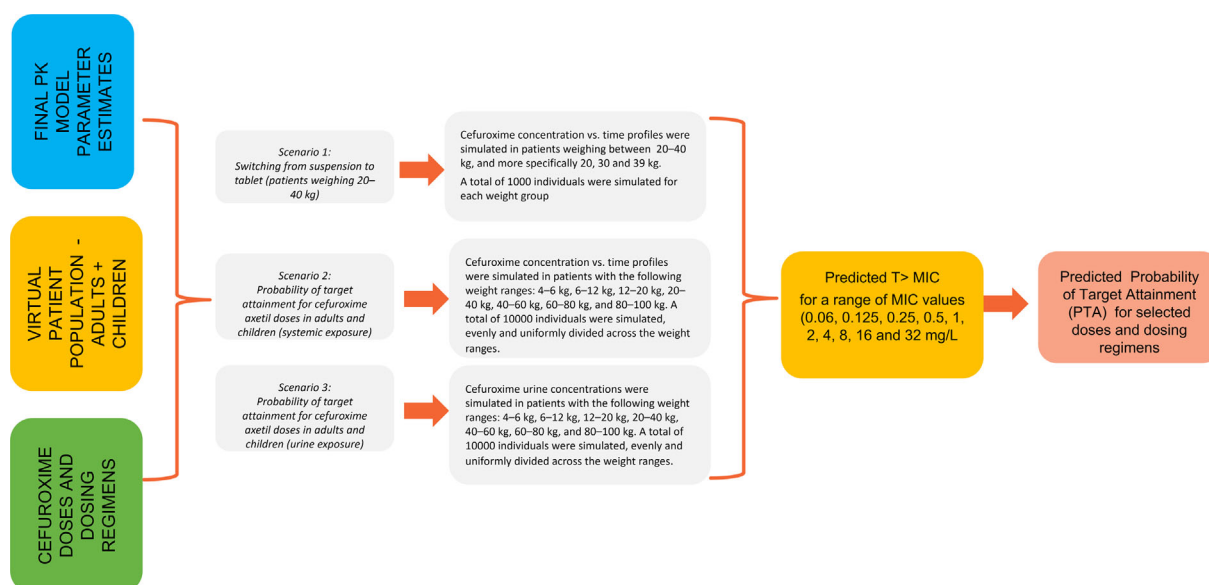 FINAL PK
MODEL
PARAMETER
ESTIMATES
VIRTUAL
PATIENT
POPULATION -
ADULTS +
CHILDREN
CEFUROXIME
DOSES AND
DOSING
REGIMENS
Scenario 1:
Switching from suspension to
tablet (patients weighing 20–
40 kg)
Cefuroxime concentration vs. time profiles were
simulated in patients weighing between 20–40
kg, and more specifically 20, 30 and 39 kg.
A total of 1000 individuals were simulated for
each weight group
Scenario 2:
Probability of target
attainment for cefuroxime
axetil doses in adults and
children (systemic exposure)
Cefuroxime concentration vs. time profiles
were simulated in patients with the following
weight ranges: 4–6 kg, 6–12 kg, 12–20 kg, 20–
40 kg, 40–60 kg, 60–80 kg, and 80–100 kg. A
total of 10000 individuals were simulated,
evenly and uniformly divided across the weight
ranges.
Scenario 3:
Probability of target
attainment for cefuroxime
axetil doses in adults and
children (urine exposure)
Cefuroxime urine concentrations were
simulated in patients with the following weight
ranges: 4–6 kg, 6–12 kg, 12–20 kg, 20–40 kg,
40–60 kg, 60–80 kg, and 80–100 kg. A total of
10000 individuals were simulated, evenly and
uniformly divided across the weight ranges.
Predicted T> MIC
for a range of MIC values
(0.06, 0.125, 0.25, 0.5, 1,
2, 4, 8, 16 and 32 mg/L
Predicted Probability
of Target Attainment
(PTA) for selected
doses and dosing
regimens